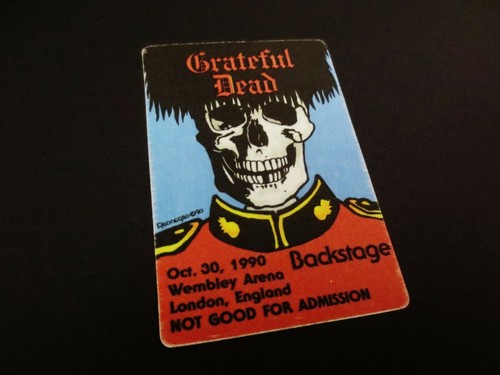 Grateful
Dead
Oct. 30, 1990 Backstage
Wembley Arena
London, England
NOT GOOD FOR ADMISSION